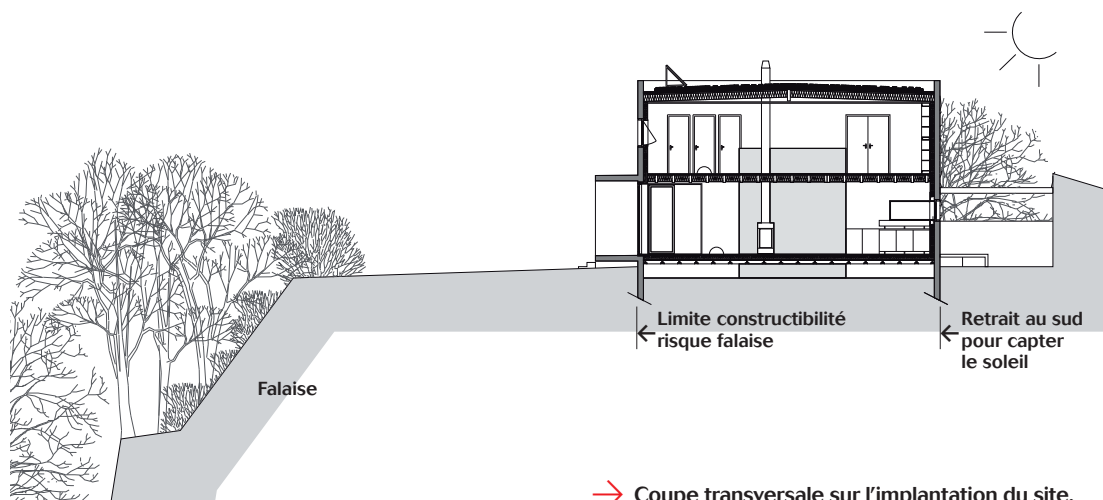 Limite constructibilité
risque falaise
Retrait au sud
pour capter
le soleil
Falaise
Coupe transversale sur l'implantation du site.